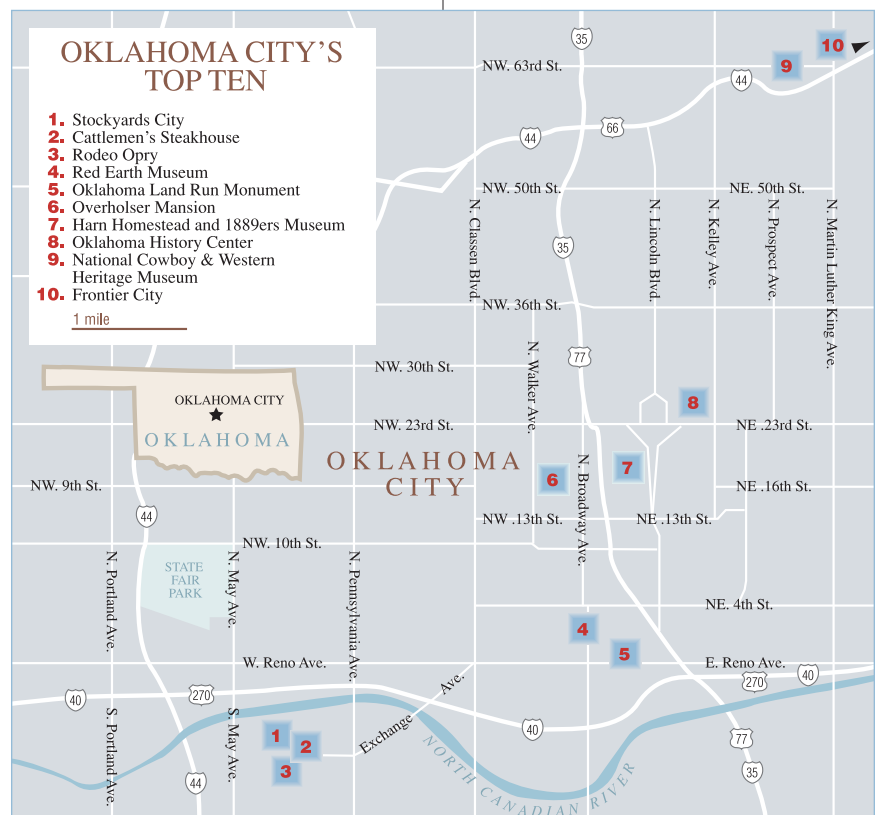 OKLAHOMA CITY'S
TOP TEN
1. Stockyards City
2. Cattlemen's Steakhouse
3. Rodeo Opry
4. Red Earth Museum
5. Oklahoma Land Run Monument
6. Overholser Mansion
7. Harn Homestead and 1889ers Museum
8. Oklahoma History Center
9. National Cowboy & Western
Heritage Museum
10. Frontier City
1 mile
35
10
9
NW. 63rd St.
44
66
44
NW. 50th St.
NE. 50th St.
N. Classen Blvd.
N. Lincoln Blvd.
N. Kelley Ave.
N. Prospect Ave.
N. Martin Luther King Ave.
35
NW. 36th St.
N. Walker Ave.
77
NW. 30th St.
OKLAHOMA CITY
OKLAHOMA
8
NW. 23rd St.
NE .23rd St.
OKLAHOMA
CITY
N. Broadway Ave.
7
6
NW. 9th St.
NE .16th St.
44
NW .13th St.
NE .13th St.
NW. 10th St.
N. Portland Ave.
STATE
FAIR
PARK
N. May Ave.
N. Pennsylvania Ave.
NE. 4th St.
4
5
W. Reno Ave.
E. Reno Ave.
40
270
270
40
S. Portland Ave.
S. May Ave.
1
2
3
Exchange Ave.
40
NORTH CANADIAN RIVER
77
35
44